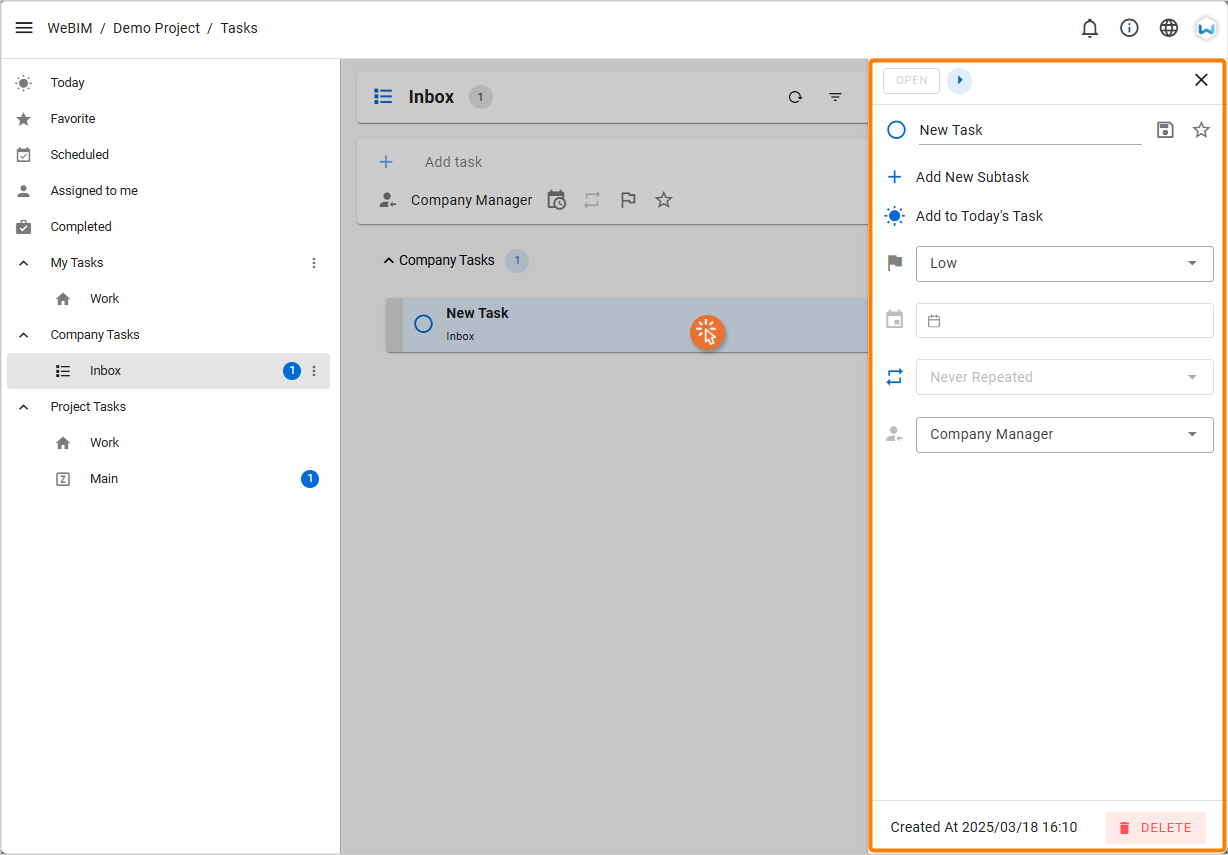 WeBIM / Demo Project / Tasks
Today
Favorite
Scheduled
Assigned to me
Completed
My Tasks
Work
Company Tasks
Inbox 1
Project Tasks
Work
Main 1
Inbox 1
Add task
Company Manager
Company Tasks 1
New Task
Inbox
OPEN
New Task
Add New Subtask
Add to Today's Task
Low
Never Repeated
Company Manager
Created At 2025/03/18 16:10 DELETE